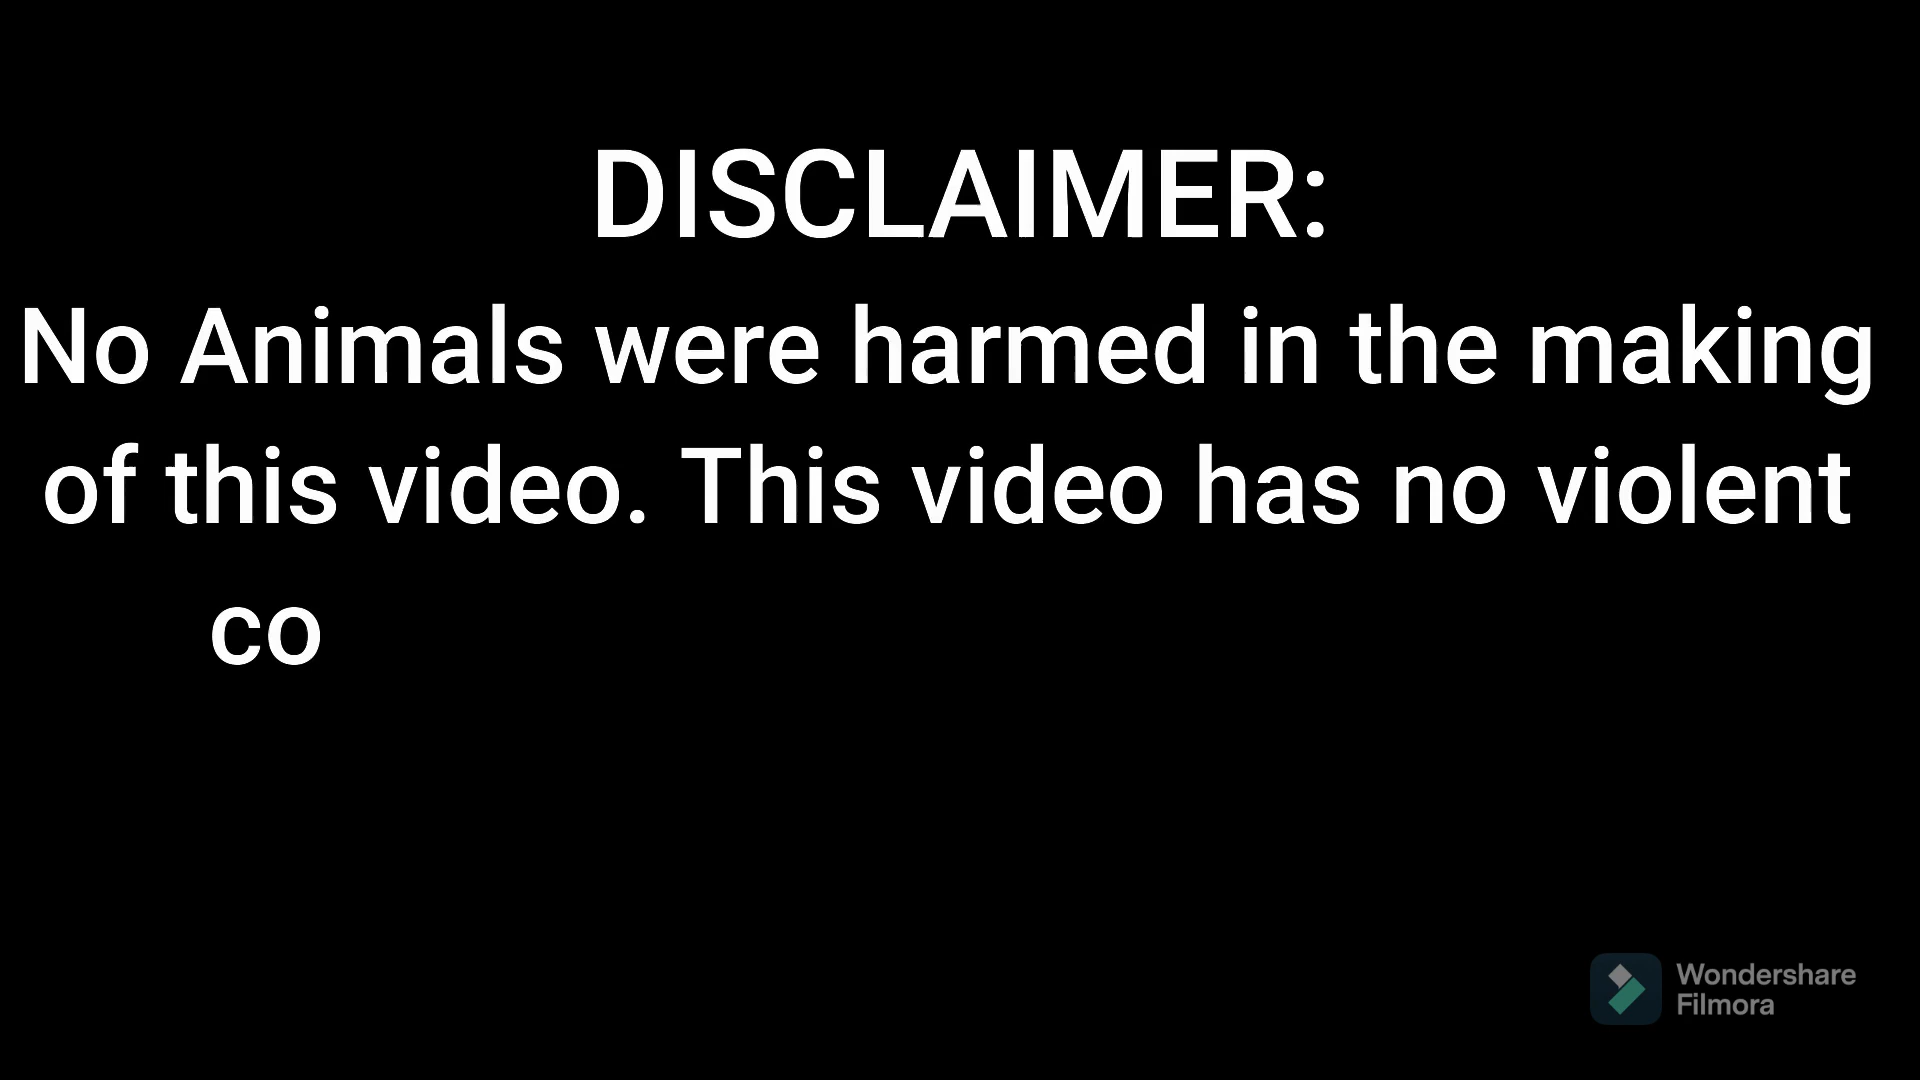 DISCLAIMER:
No Animals were harmed in the making
of this video. This video has no violent
co
Wondershare
Filmora